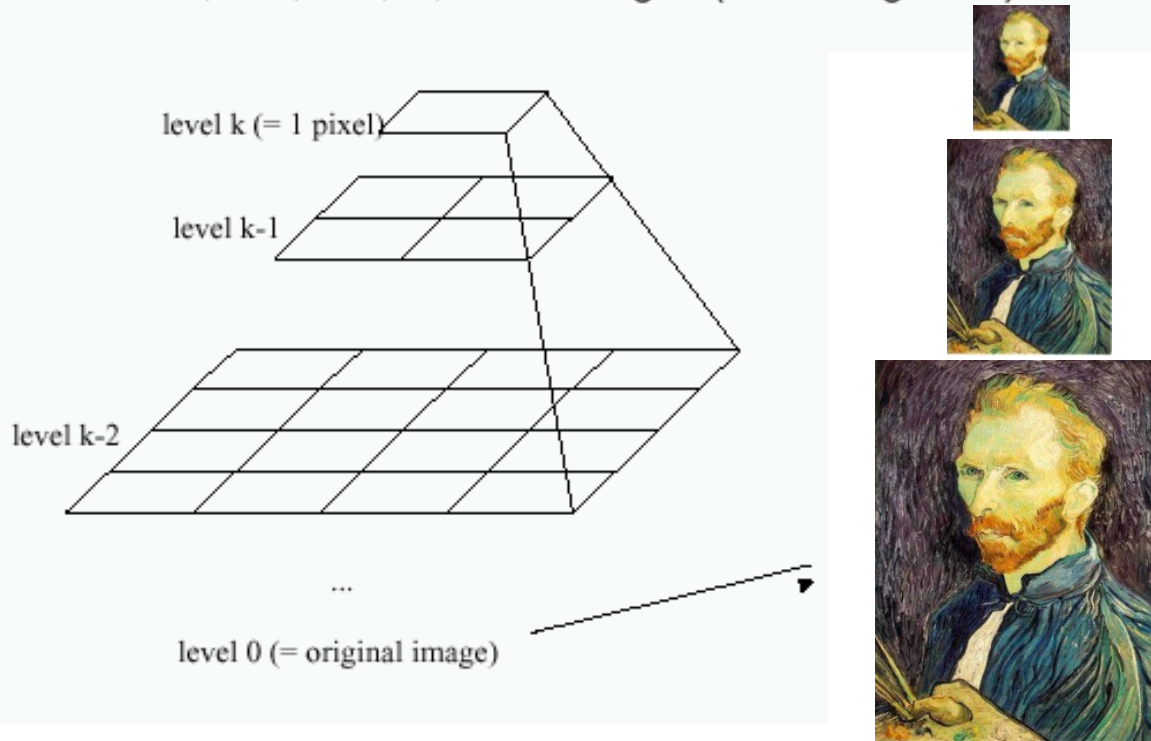 level k (= 1 pixel)
level k-1
level k-2
...
level 0 (= original image)